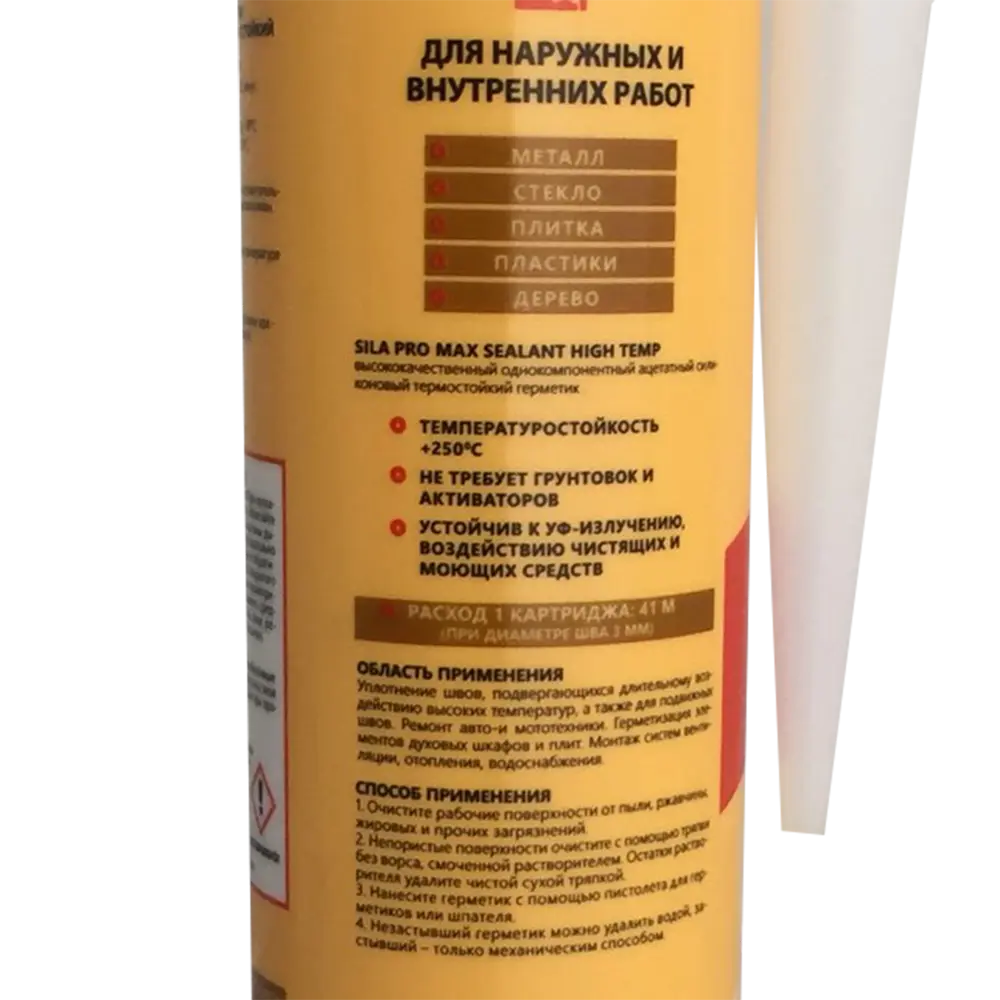 ДЛЯ НАРУЖНЫХ И
ВНУТРЕННИХ РАБОТ
МЕТАЛЛ
СТЕКЛО
ПЛИТКА
ПЛАСТИКИ
ДЕРЕВО
SILA PRO MAX SEALANT HIGH TEMP
высококачественный однокомпонентный ацетатный сили-
коновый термостойкий герметик
ТЕМПЕРАТУРОСТОЙКОСТЬ
+250°С
НЕ ТРЕБУЕТ ГРУНТОВОК И
АКТИВАТОРОВ
УСТОЙЧИВ К УФ-ИЗЛУЧЕНИЮ,
ВОЗДЕЙСТВИЮ ЧИСТЯЩИХ И
МОЮЩИХ СРЕДСТВ
РАСХОД 1 КАРТРИДЖА: 41 М
(ПРИ ДИАМЕТРЕ ШВА 3 ММ)
ОБЛАСТЬ ПРИМЕНЕНИЯ
Уплотнение швов, подвергающихся длительному воз-
действию высоких температур, а также для подвижных
швов. Ремонт авто-и мототехники. Герметизация эле-
ментов духовых шкафов и плит. Монтаж систем венти-
ляции, отопления, водоснабжения.
СПОСОБ ПРИМЕНЕНИЯ
1. Очистите рабочие поверхности от пыли, ржавчины,
жировых и прочих загрязнений.
2. Непористые поверхности очистите с помощью тряпки
без ворса, смоченной растворителем. Остатки раство-
рителя удалите чистой сухой тряпкой.
3. Нанесите герметик с помощью пистолета для гер-
метиков или шпателя.
4. Незастывший герметик можно удалить водой, за-
стывший – только механическим способом.